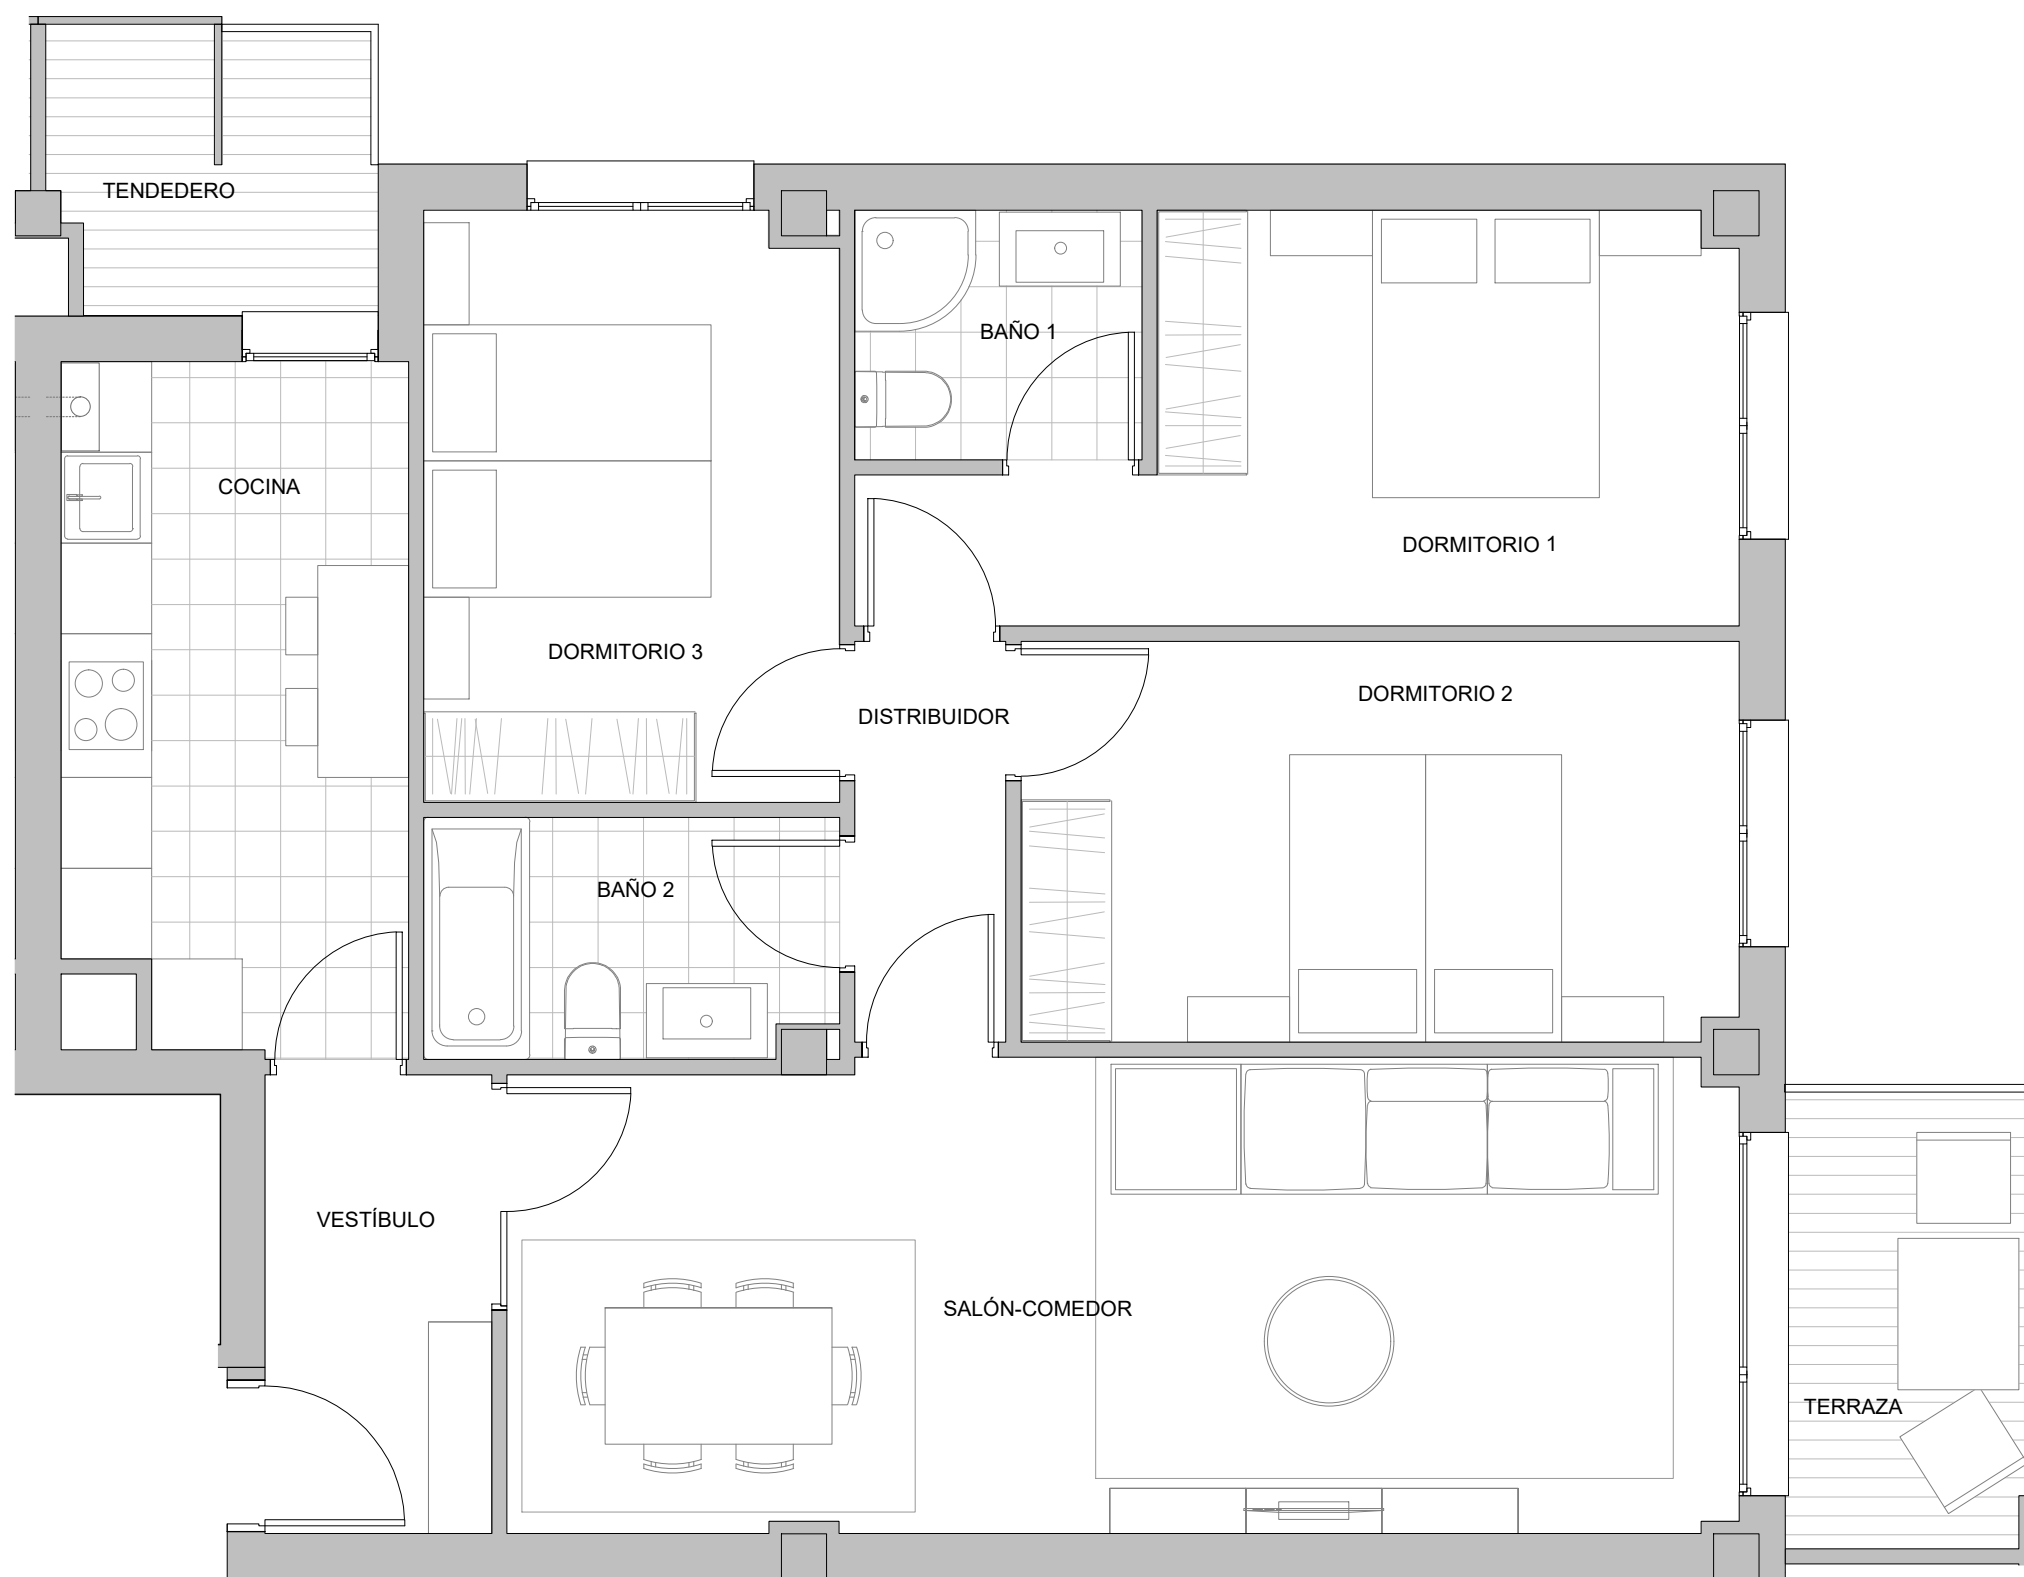 TENDEDERO
BAÑO 1
COCINA
DORMITORIO 1
DORMITORIO 3
DORMITORIO 2
DISTRIBUIDOR
BAÑO 2
VESTÍBULO
SALÓN-COMEDOR
TERRAZA